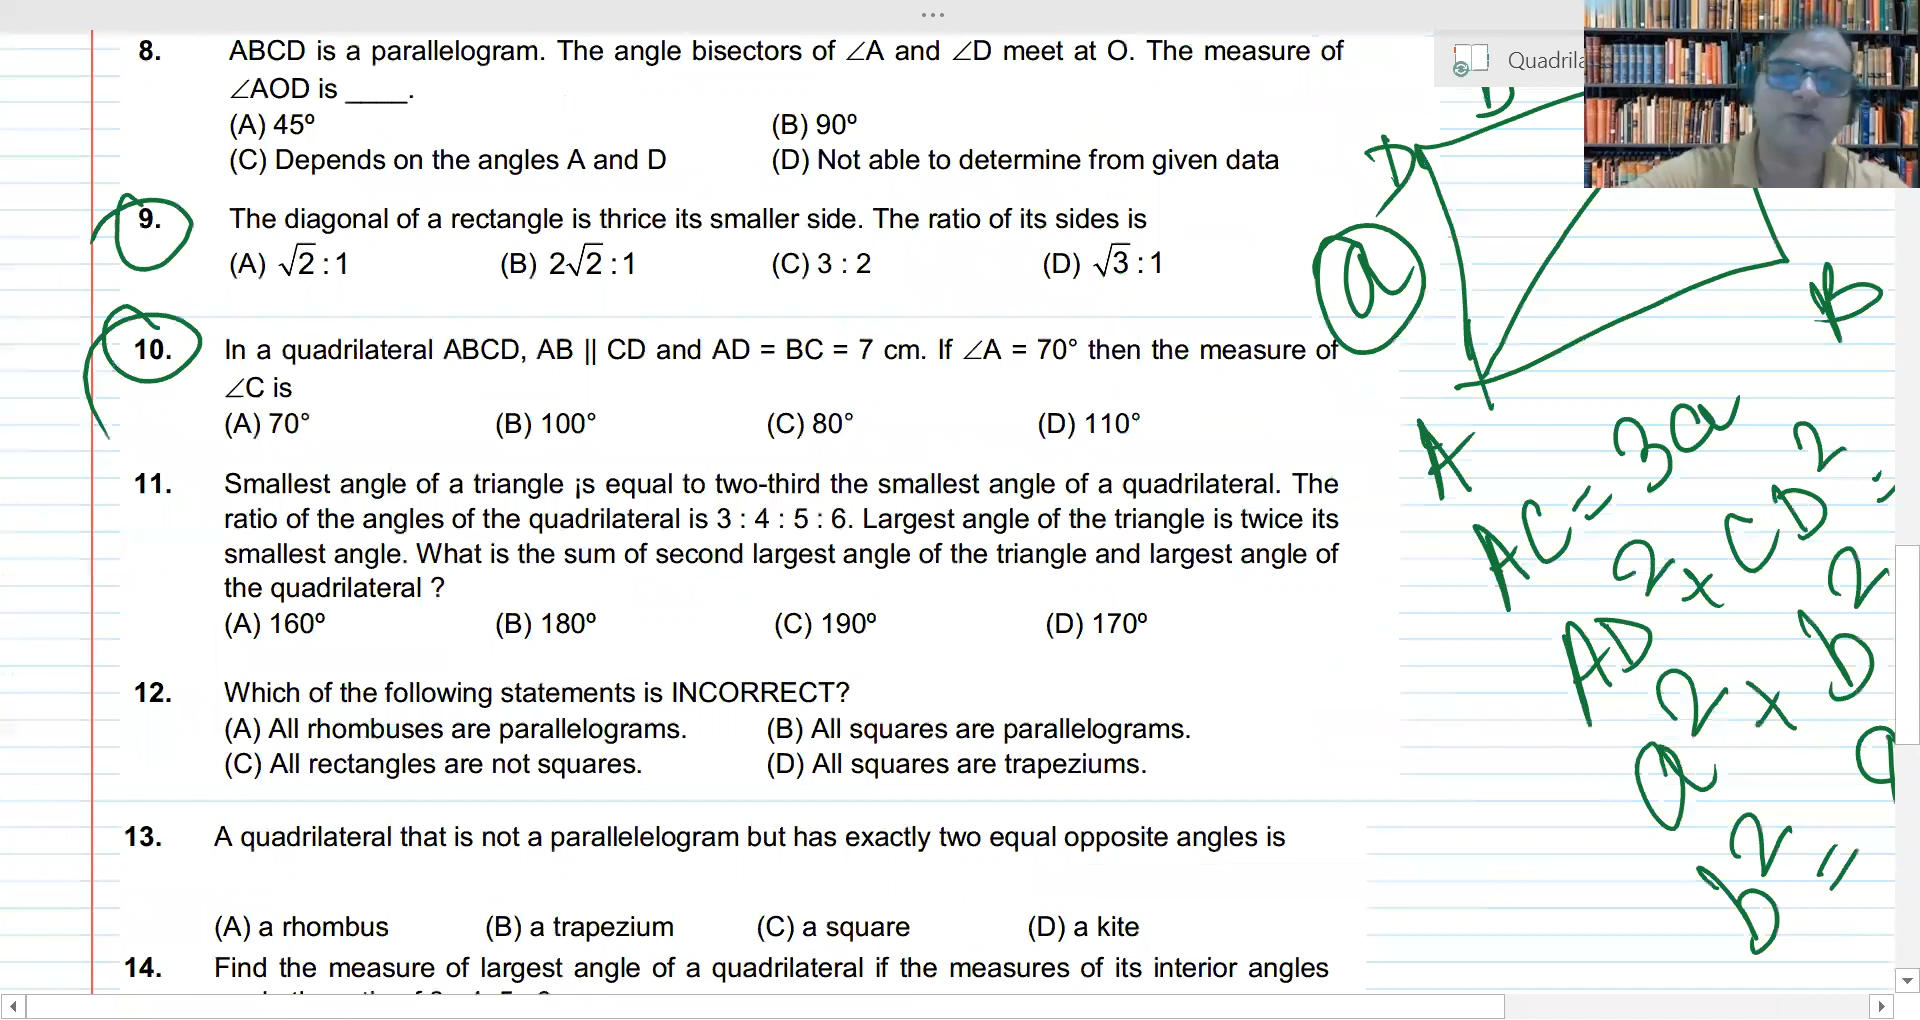 8. ABCD is a parallelogram. The angle bisectors of ∠A and ∠D meet at O. The measure of
∠AOD is ____.
(A) 45º (B) 90º
(C) Depends on the angles A and D (D) Not able to determine from given data
9. The diagonal of a rectangle is thrice its smaller side. The ratio of its sides is
(A) √2 : 1 (B) 2√2 : 1 (C) 3 : 2 (D) √3 : 1
10. In a quadrilateral ABCD, AB || CD and AD = BC = 7 cm. If ∠A = 70° then the measure of
∠C is
(A) 70° (B) 100° (C) 80° (D) 110°
11. Smallest angle of a triangle is equal to two-third the smallest angle of a quadrilateral. The
ratio of the angles of the quadrilateral is 3 : 4 : 5 : 6. Largest angle of the triangle is twice its
smallest angle. What is the sum of second largest angle of the triangle and largest angle of
the quadrilateral ?
(A) 160º (B) 180º (C) 190º (D) 170º
12. Which of the following statements is INCORRECT?
(A) All rhombuses are parallelograms. (B) All squares are parallelograms.
(C) All rectangles are not squares. (D) All squares are trapeziums.
13. A quadrilateral that is not a parallelelogram but has exactly two equal opposite angles is
(A) a rhombus (B) a trapezium (C) a square (D) a kite
14. Find the measure of largest angle of a quadrilateral if the measures of its interior angles
Quadrila
D
D
a
B
A
AC = 3a
AD² + CD² =
a² + b²
b² =